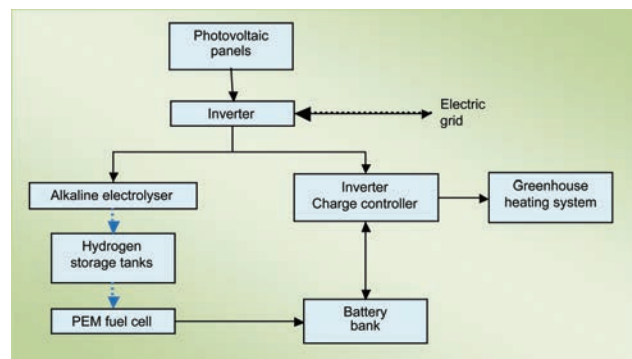 Photovoltaic
panels
Inverter
Electric
grid
Alkaline electrolyser
Inverter
Charge controller
Greenhouse
heating system
Hydrogen
storage tanks
PEM fuel cell
Battery
bank